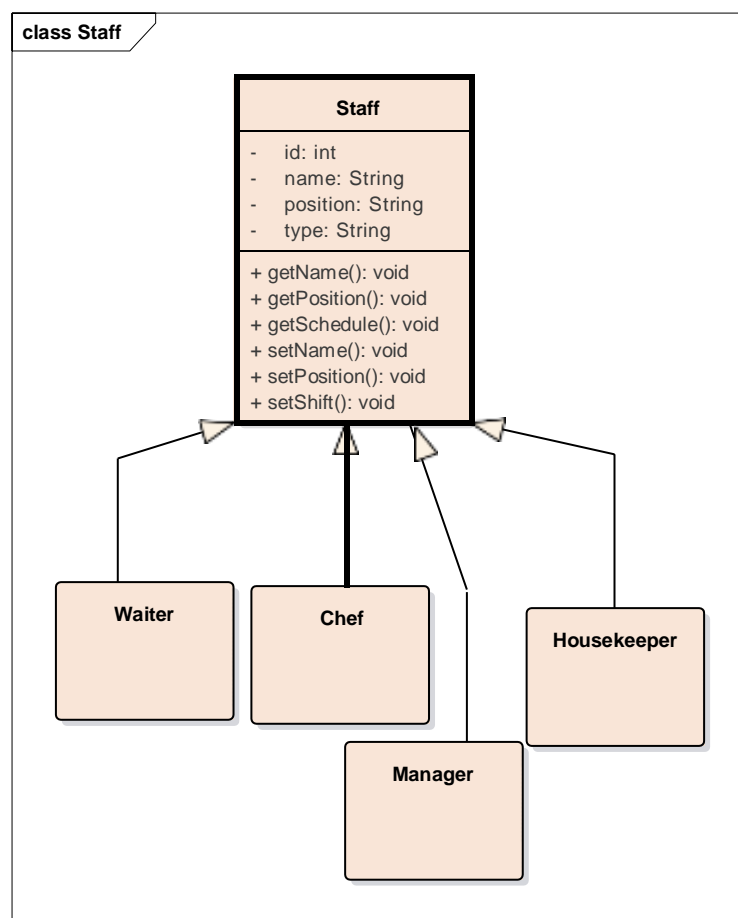 class Staff
Staff
- id: int
- name: String
- position: String
- type: String
+ getName(): void
+ getPosition(): void
+ getSchedule(): void
+ setName(): void
+ setPosition(): void
+ setShift(): void
Waiter
Chef
Housekeeper
Manager